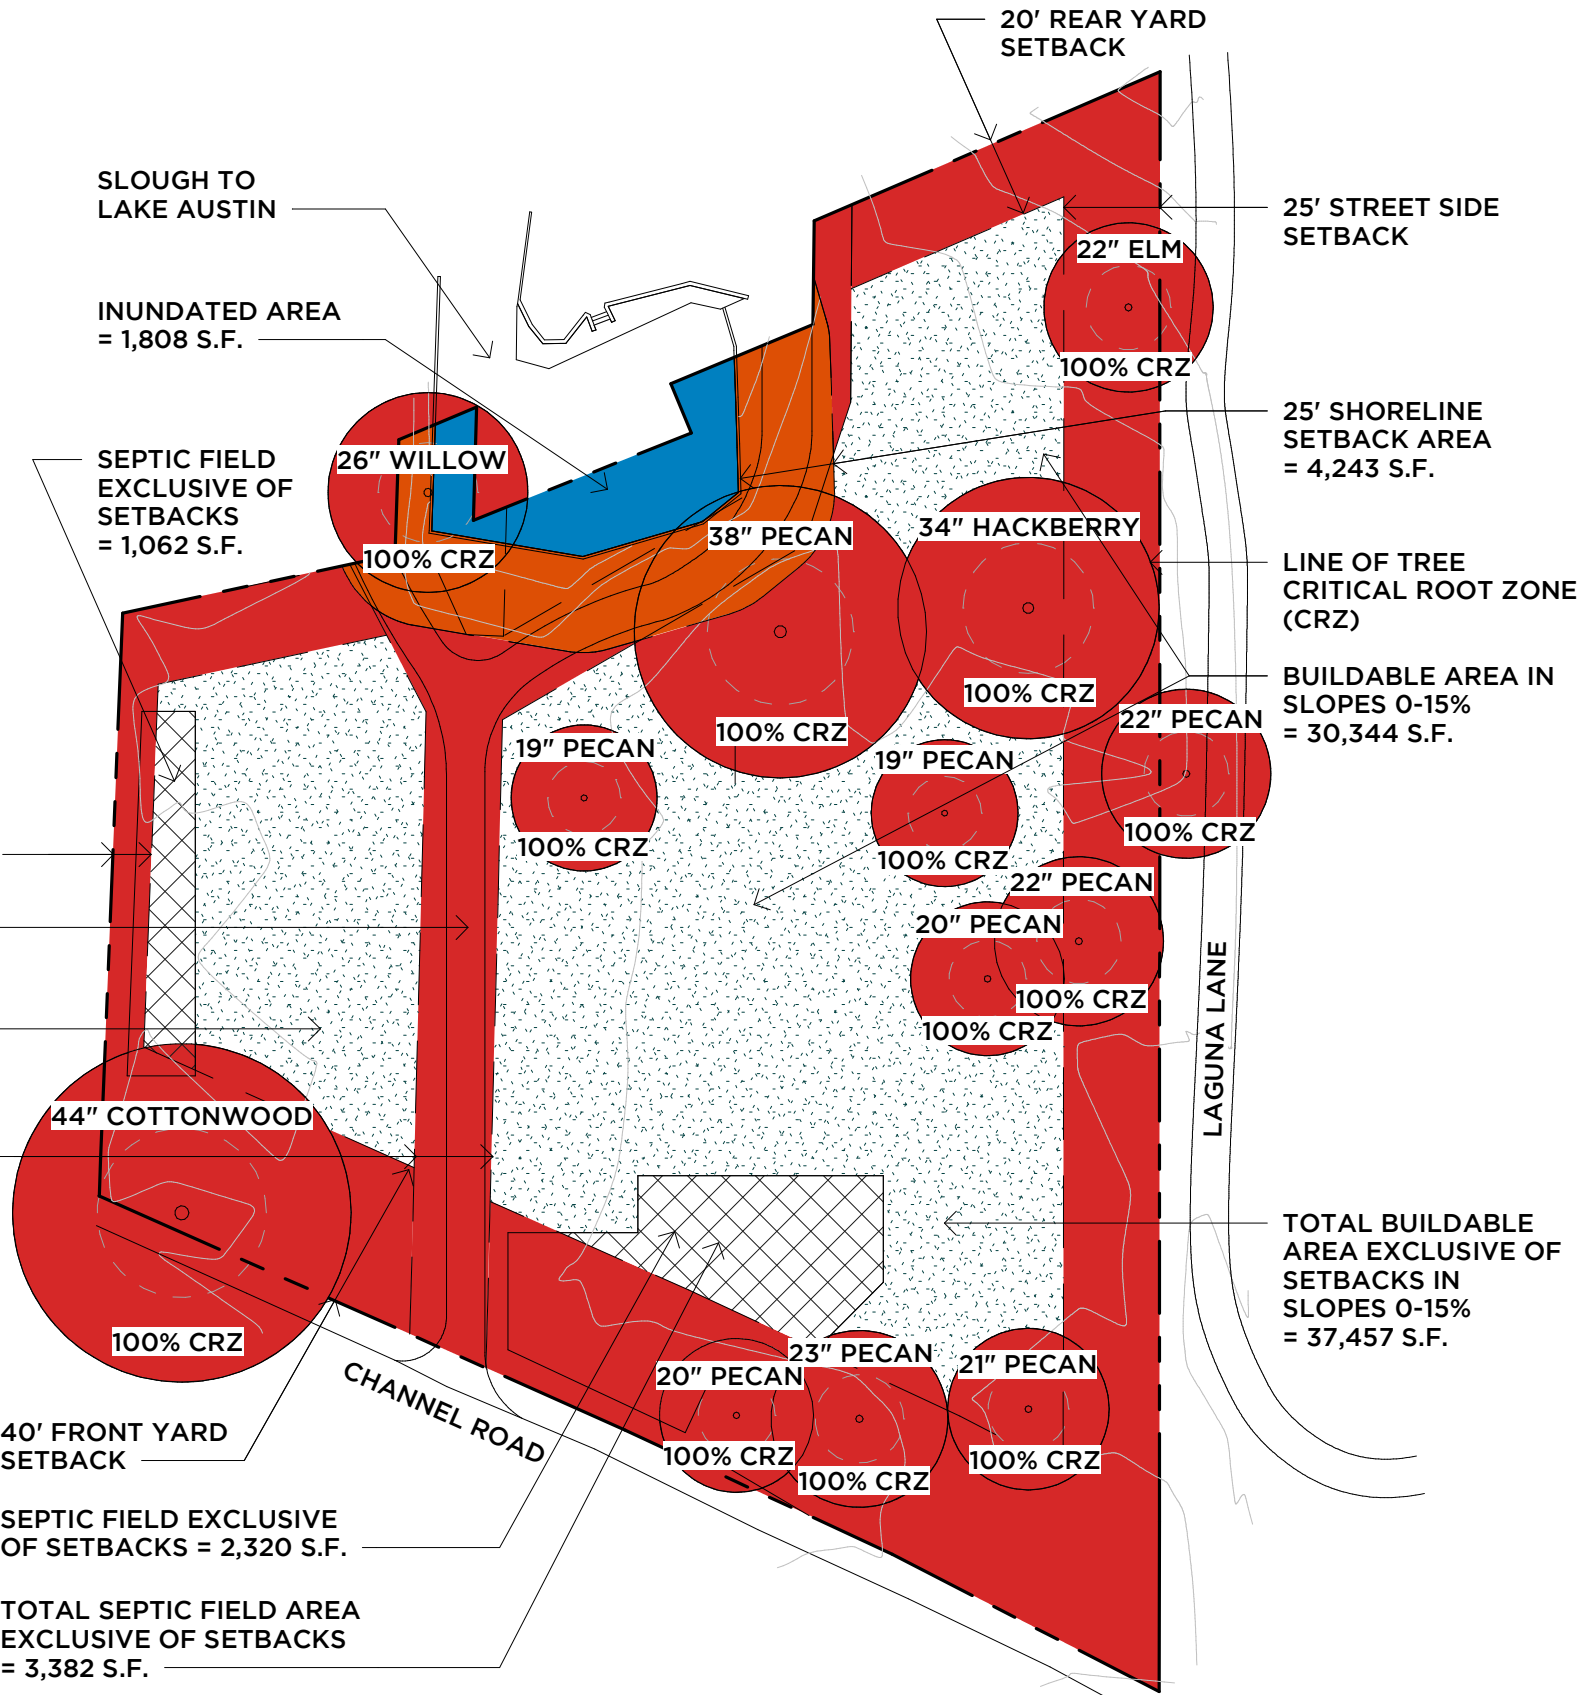 20' REAR YARD
SETBACK
SLOUGH TO
LAKE AUSTIN
25' STREET SIDE
SETBACK
22" ELM
100% CRZ
INUNDATED AREA
= 1,808 S.F.
25' SHORELINE
SETBACK AREA
= 4,243 S.F.
SEPTIC FIELD
EXCLUSIVE OF
SETBACKS
= 1,062 S.F.
26" WILLOW
100% CRZ
38" PECAN
100% CRZ
34" HACKBERRY
100% CRZ
LINE OF TREE
CRITICAL ROOT ZONE
(CRZ)
BUILDABLE AREA IN
SLOPES 0-15%
= 30,344 S.F.
22" PECAN
100% CRZ
19" PECAN
100% CRZ
19" PECAN
100% CRZ
22" PECAN
100% CRZ
20" PECAN
100% CRZ
LAGUNA LANE
44" COTTONWOOD
100% CRZ
TOTAL BUILDABLE
AREA EXCLUSIVE OF
SETBACKS IN
SLOPES 0-15%
= 37,457 S.F.
23" PECAN
100% CRZ
20" PECAN
100% CRZ
21" PECAN
100% CRZ
CHANNEL ROAD
40' FRONT YARD
SETBACK
SEPTIC FIELD EXCLUSIVE
OF SETBACKS = 2,320 S.F.
TOTAL SEPTIC FIELD AREA
EXCLUSIVE OF SETBACKS
= 3,382 S.F.